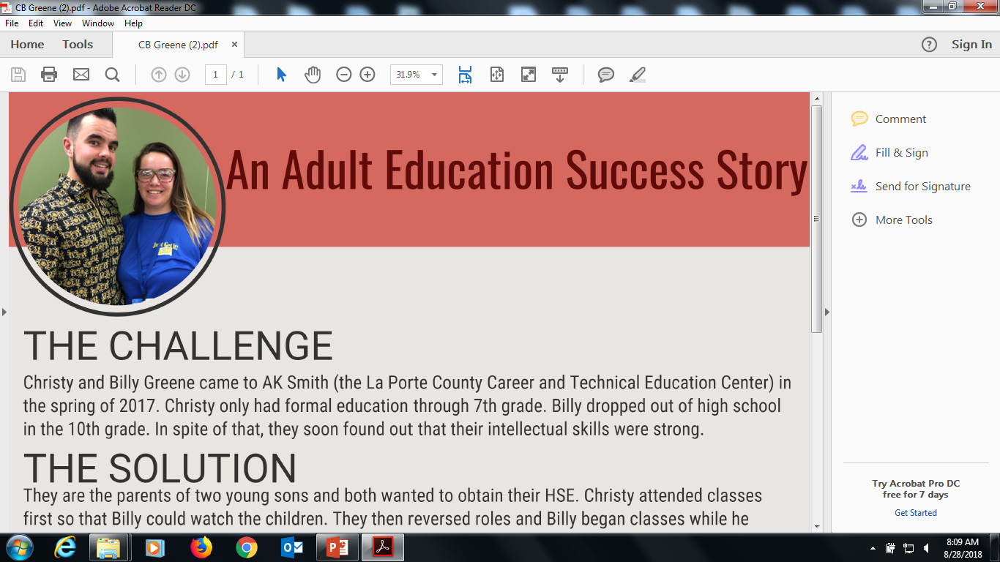 CB Greene (2).pdf - Adobe Acrobat Reader DC
File Edit View Window Help
Home Tools CB Greene (2).pdf × Sign In
1 / 1 31.9%
An Adult Education Success Story
THE CHALLENGE
Christy and Billy Greene came to AK Smith (the La Porte County Career and Technical Education Center) in
the spring of 2017. Christy only had formal education through 7th grade. Billy dropped out of high school
in the 10th grade. In spite of that, they soon found out that their intellectual skills were strong.
THE SOLUTION
They are the parents of two young sons and both wanted to obtain their HSE. Christy attended classes
first so that Billy could watch the children. They then reversed roles and Billy began classes while he
Comment
Fill & Sign
Send for Signature
More Tools
Try Acrobat Pro DC
free for 7 days
Get Started
8:09 AM
8/28/2018